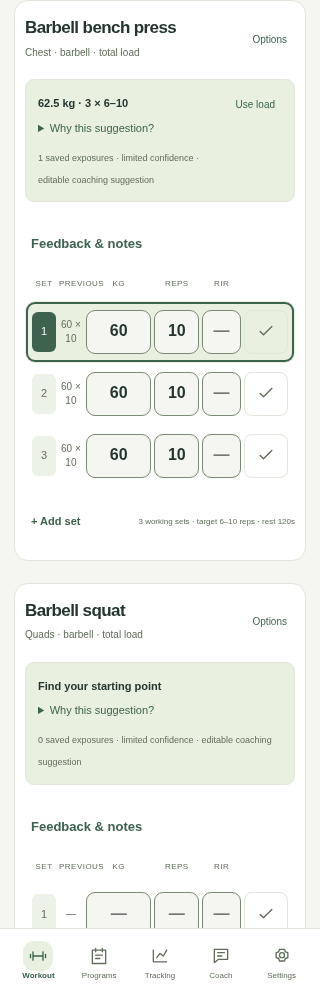 Barbell bench press
Chest · barbell · total load
Options
62.5 kg · 3 × 6–10
Use load
▶ Why this suggestion?
1 saved exposures · limited confidence ·
editable coaching suggestion
Feedback & notes
SET PREVIOUS KG REPS RIR
1 60 × 10 60 10 —
2 60 × 10 60 10 —
3 60 × 10 60 10 —
+ Add set
3 working sets · target 6–10 reps · rest 120s
Barbell squat
Quads · barbell · total load
Options
Find your starting point
▶ Why this suggestion?
0 saved exposures · limited confidence · editable coaching
suggestion
Feedback & notes
SET PREVIOUS KG REPS RIR
1 — — — —
Workout Programs Tracking Coach Settings